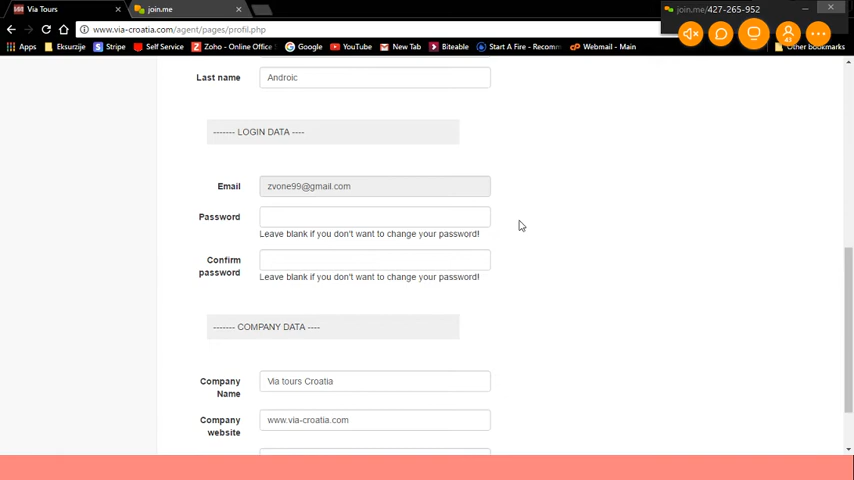 Via Tours
join.me
join.me/427-265-952
www.via-croatia.com/agent/pages/profil.php
Apps Eksurzije Stripe Self Service Zoho - Online Office Google YouTube New Tab Biteable Start A Fire - Recomm Webmail - Main Other bookmarks
43
Last name Androic
------- LOGIN DATA ----
Email zvone99@gmail.com
Password
Leave blank if you don't want to change your password!
Confirm
password
Leave blank if you don't want to change your password!
------- COMPANY DATA ----
Company
Name
Via tours Croatia
Company
website
www.via-croatia.com